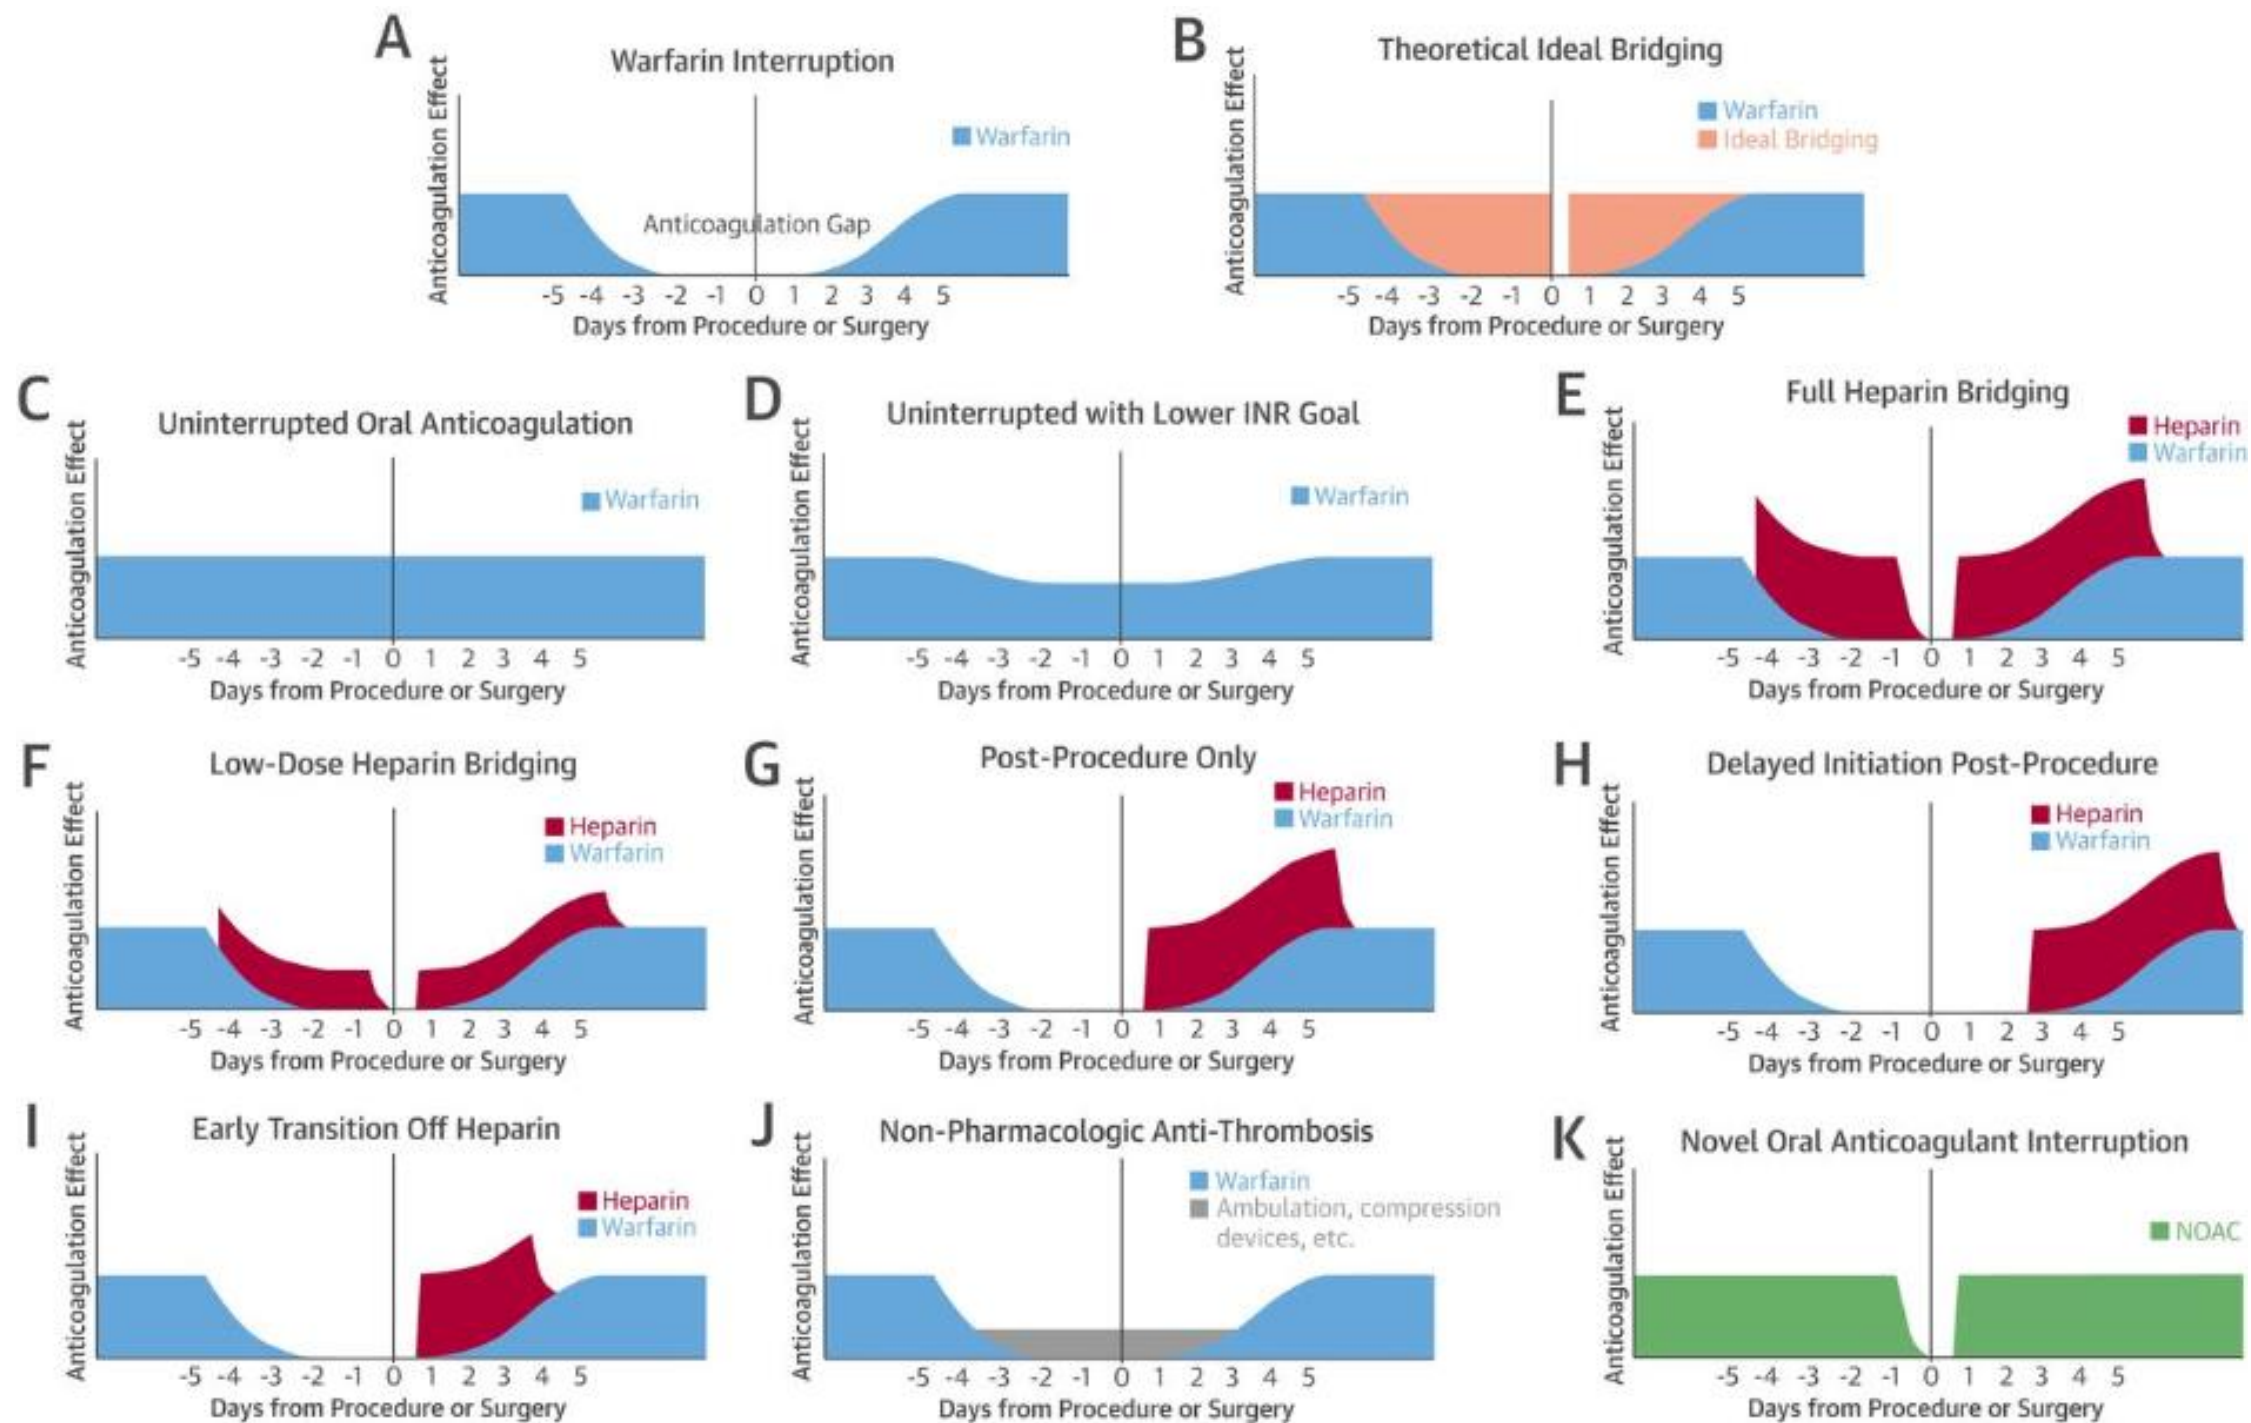 A
Warfarin Interruption
Anticoagulation Effect
Warfarin
Anticoagulation Gap
-5 -4 -3 -2 -1 0 1 2 3 4 5
Days from Procedure or Surgery
B
Theoretical Ideal Bridging
Anticoagulation Effect
Warfarin
Ideal Bridging
-5 -4 -3 -2 -1 0 1 2 3 4 5
Days from Procedure or Surgery
C
Uninterrupted Oral Anticoagulation
Anticoagulation Effect
Warfarin
-5 -4 -3 -2 -1 0 1 2 3 4 5
Days from Procedure or Surgery
D
Uninterrupted with Lower INR Goal
Anticoagulation Effect
Warfarin
-5 -4 -3 -2 -1 0 1 2 3 4 5
Days from Procedure or Surgery
E
Full Heparin Bridging
Anticoagulation Effect
Heparin
Warfarin
-5 -4 -3 -2 -1 0 1 2 3 4 5
Days from Procedure or Surgery
F
Low-Dose Heparin Bridging
Anticoagulation Effect
Heparin
Warfarin
-5 -4 -3 -2 -1 0 1 2 3 4 5
Days from Procedure or Surgery
G
Post-Procedure Only
Anticoagulation Effect
Heparin
Warfarin
-5 -4 -3 -2 -1 0 1 2 3 4 5
Days from Procedure or Surgery
H
Delayed Initiation Post-Procedure
Anticoagulation Effect
Heparin
Warfarin
-5 -4 -3 -2 -1 0 1 2 3 4 5
Days from Procedure or Surgery
I
Early Transition Off Heparin
Anticoagulation Effect
Heparin
Warfarin
-5 -4 -3 -2 -1 0 1 2 3 4 5
Days from Procedure or Surgery
J
Non-Pharmacologic Anti-Thrombosis
Anticoagulation Effect
Warfarin
Ambulation, compression
devices, etc.
-5 -4 -3 -2 -1 0 1 2 3 4 5
Days from Procedure or Surgery
K
Novel Oral Anticoagulant Interruption
Anticoagulation Effect
NOAC
-5 -4 -3 -2 -1 0 1 2 3 4 5
Days from Procedure or Surgery